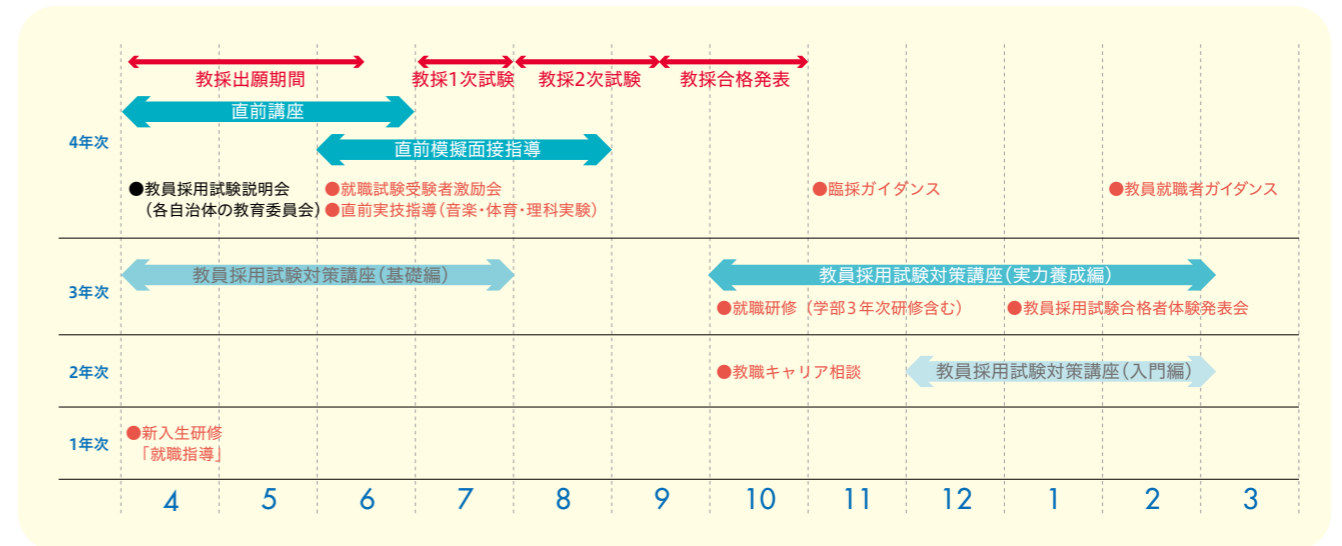 教採出願期間
教採1次試験
教採2次試験
教採合格発表
直前講座
4年次
直前模擬面接指導
●教員採用試験説明会
（各自治体の教育委員会）
●就職試験受験者激励会
●直前実技指導（音楽・体育・理科実験）
●臨採ガイダンス
●教員就職者ガイダンス
3年次
教員採用試験対策講座（基礎編）
教員採用試験対策講座（実力養成編）
●就職研修（学部３年次研修含む）
●教員採用試験合格者体験発表会
2年次
●教職キャリア相談
教員採用試験対策講座（入門編）
1年次
●新入生研修
「就職指導」
4 5 6 7 8 9 10 11 12 1 2 3